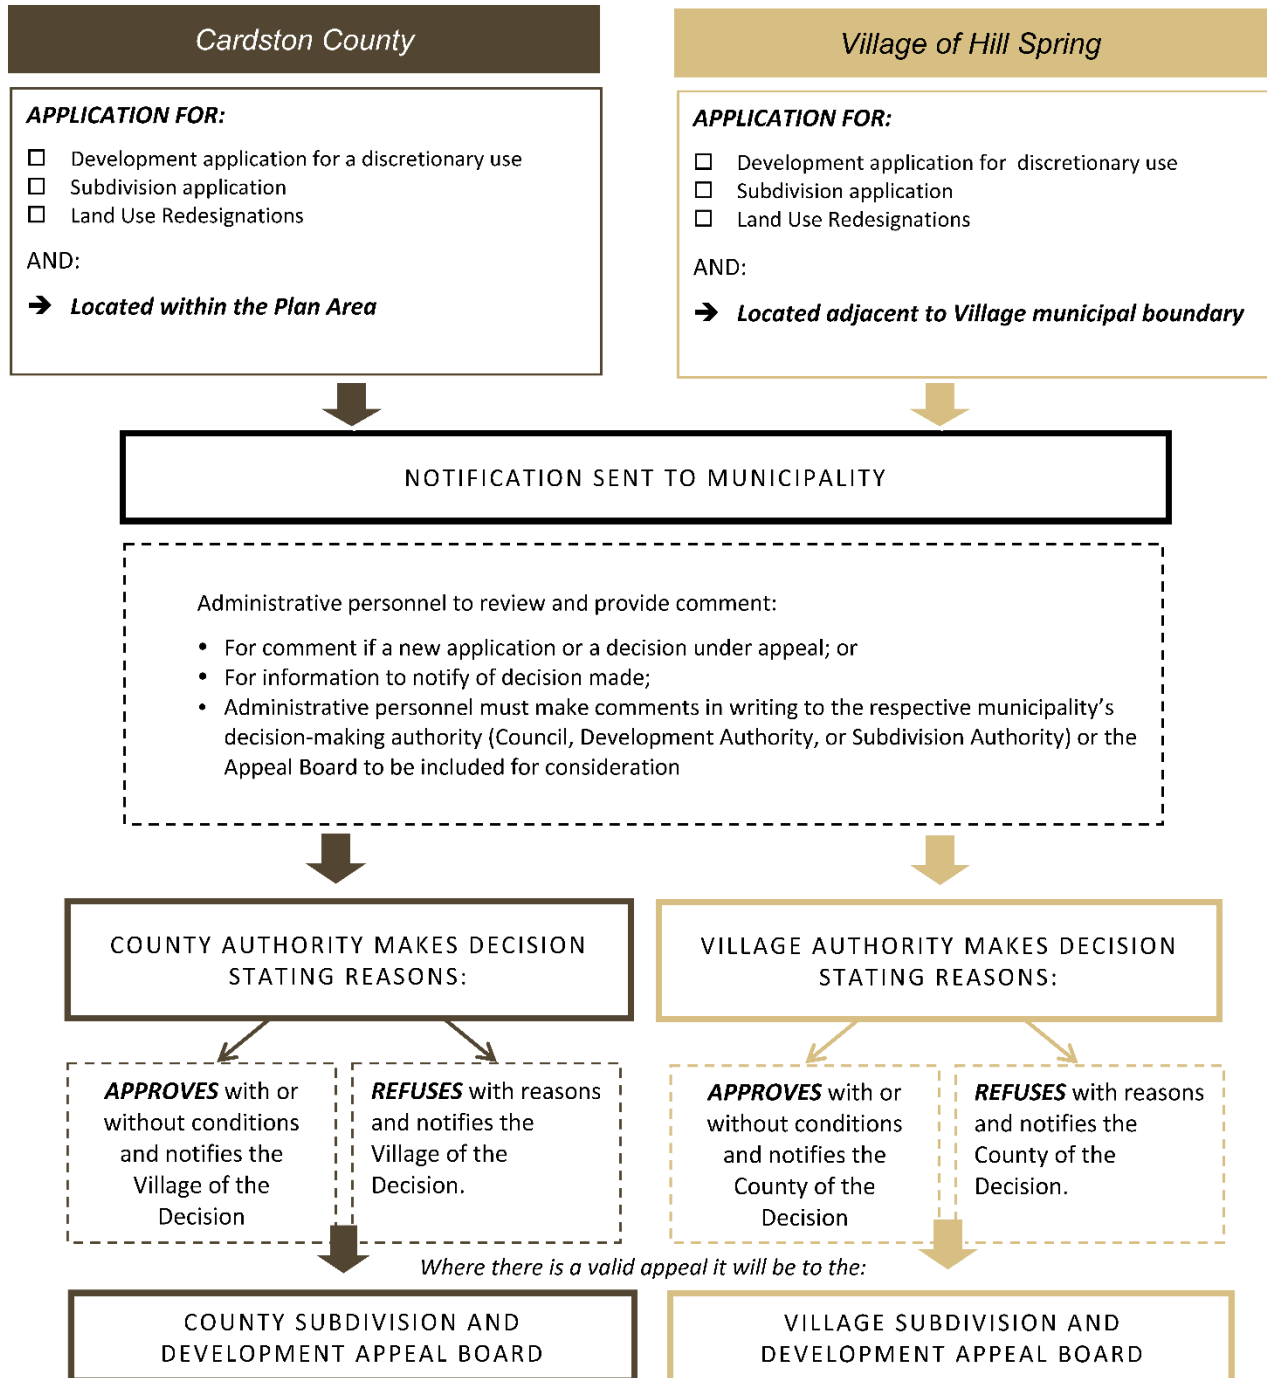 Cardston County
APPLICATION FOR:
Development application for a discretionary use
Subdivision application
Land Use Redesignations
AND:
Located within the Plan Area
Village of Hill Spring
APPLICATION FOR:
Development application for discretionary use
Subdivision application
Land Use Redesignations
AND:
Located adjacent to Village municipal boundary
NOTIFICATION SENT TO MUNICIPALITY
Administrative personnel to review and provide comment:
• For comment if a new application or a decision under appeal; or
• For information to notify of decision made;
• Administrative personnel must make comments in writing to the respective municipality’s
decision-making authority (Council, Development Authority, or Subdivision Authority) or the
Appeal Board to be included for consideration
COUNTY AUTHORITY MAKES DECISION
STATING REASONS:
APPROVES with or
without conditions
and notifies the
Village of the
Decision
REFUSES with reasons
and notifies the
Village of the
Decision.
VILLAGE AUTHORITY MAKES DECISION
STATING REASONS:
APPROVES with or
without conditions
and notifies the
County of the
Decision
REFUSES with reasons
and notifies the
County of the
Decision.
Where there is a valid appeal it will be to the:
COUNTY SUBDIVISION AND
DEVELOPMENT APPEAL BOARD
VILLAGE SUBDIVISION AND
DEVELOPMENT APPEAL BOARD